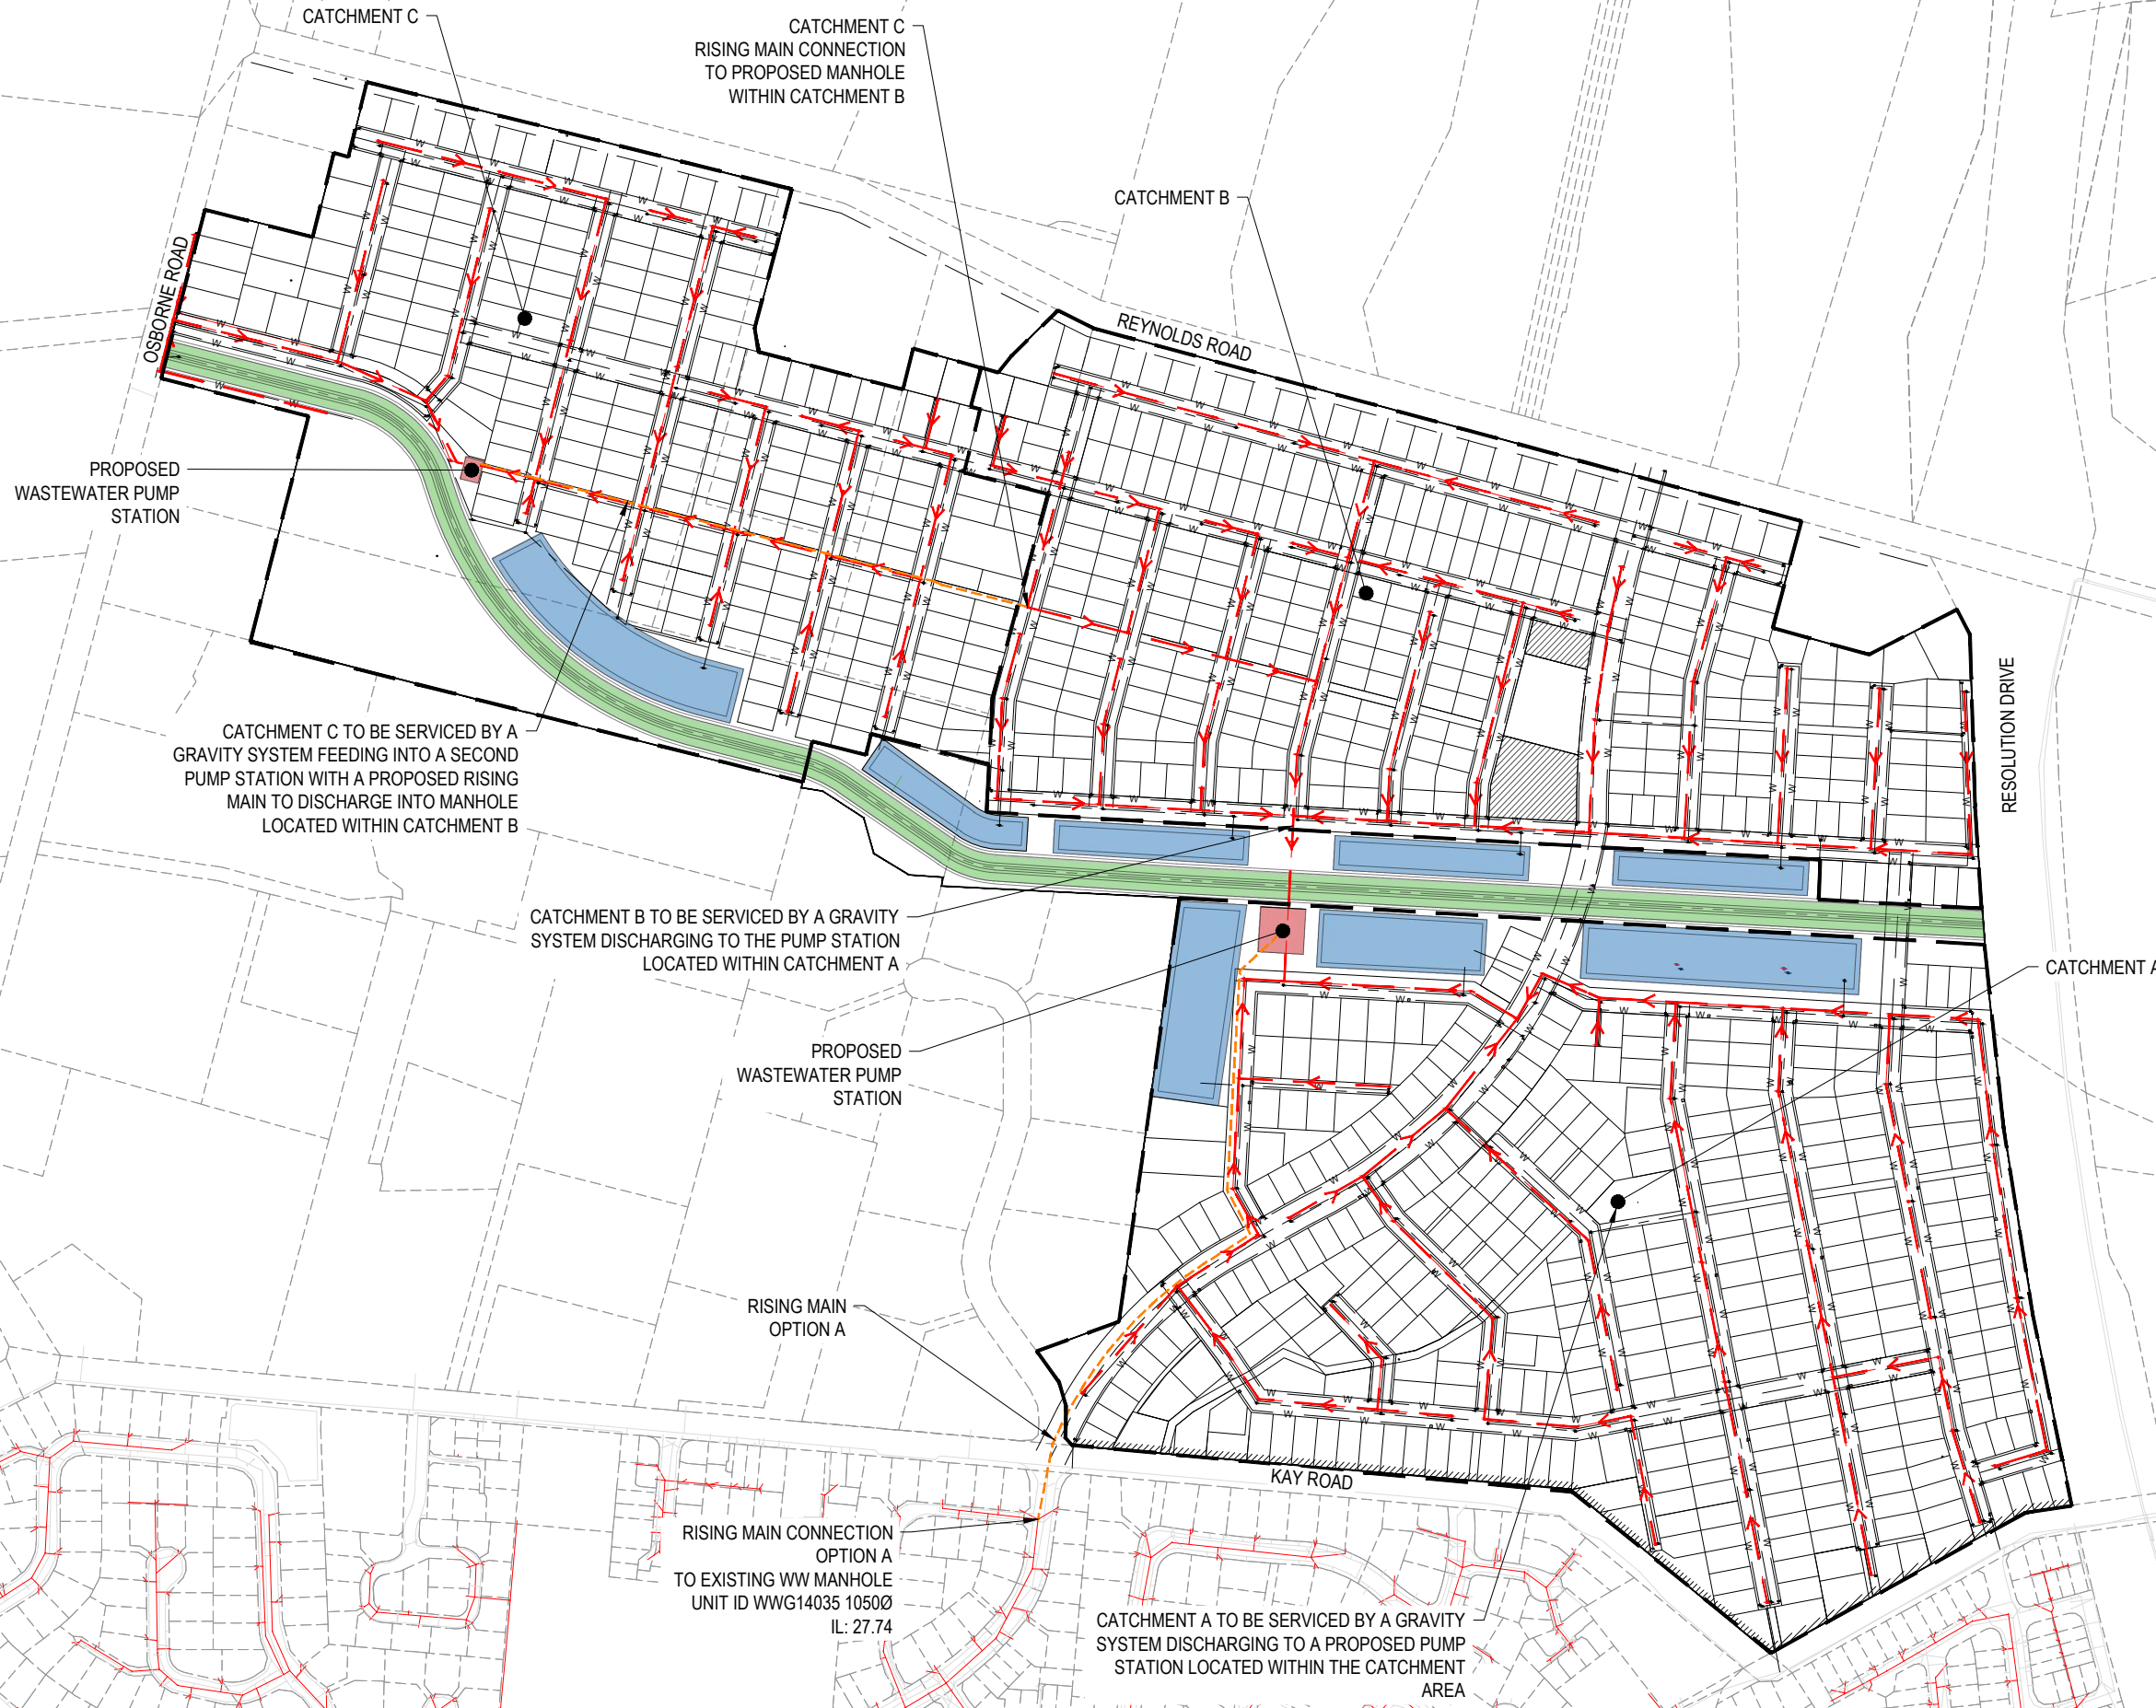 CATCHMENT C
CATCHMENT C
RISING MAIN CONNECTION
TO PROPOSED MANHOLE
WITHIN CATCHMENT B
CATCHMENT B
REYNOLDS ROAD
OSBORNE ROAD
PROPOSED
WASTEWATER PUMP
STATION
RESOLUTION DRIVE
CATCHMENT C TO BE SERVICED BY A
GRAVITY SYSTEM FEEDING INTO A SECOND
PUMP STATION WITH A PROPOSED RISING
MAIN TO DISCHARGE INTO MANHOLE
LOCATED WITHIN CATCHMENT B
CATCHMENT B TO BE SERVICED BY A GRAVITY
SYSTEM DISCHARGING TO THE PUMP STATION
LOCATED WITHIN CATCHMENT A
CATCHMENT A
PROPOSED
WASTEWATER PUMP
STATION
RISING MAIN
OPTION A
KAY ROAD
RISING MAIN CONNECTION
OPTION A
TO EXISTING WW MANHOLE
UNIT ID WWG14035 1050Ø
IL: 27.74
CATCHMENT A TO BE SERVICED BY A GRAVITY
SYSTEM DISCHARGING TO A PROPOSED PUMP
STATION LOCATED WITHIN THE CATCHMENT
AREA